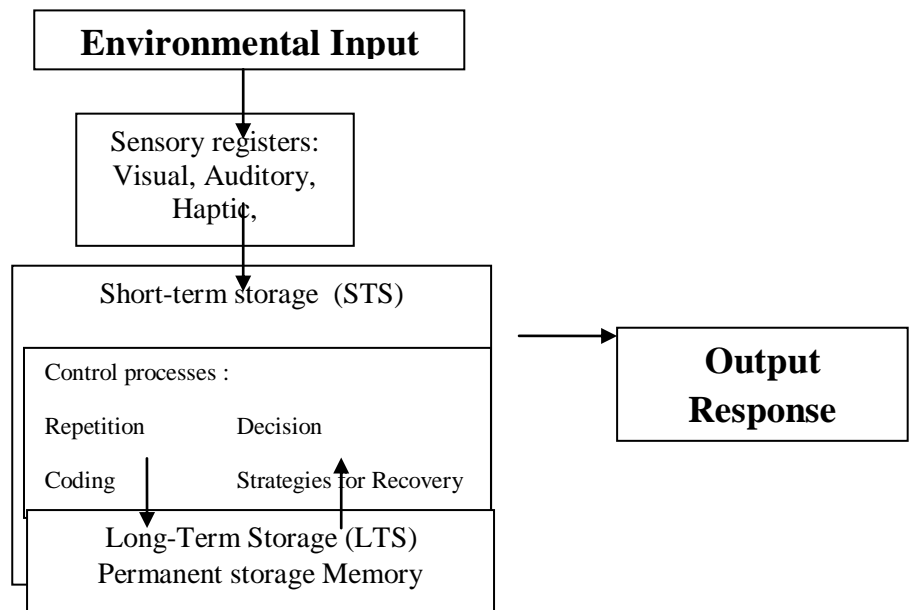 Environmental Input
Sensory registers:
Visual, Auditory,
Haptic,
Short-term storage (STS)
Control processes :
Repetition Decision
Coding Strategies for Recovery
Long-Term Storage (LTS)
Permanent storage Memory
Output
Response